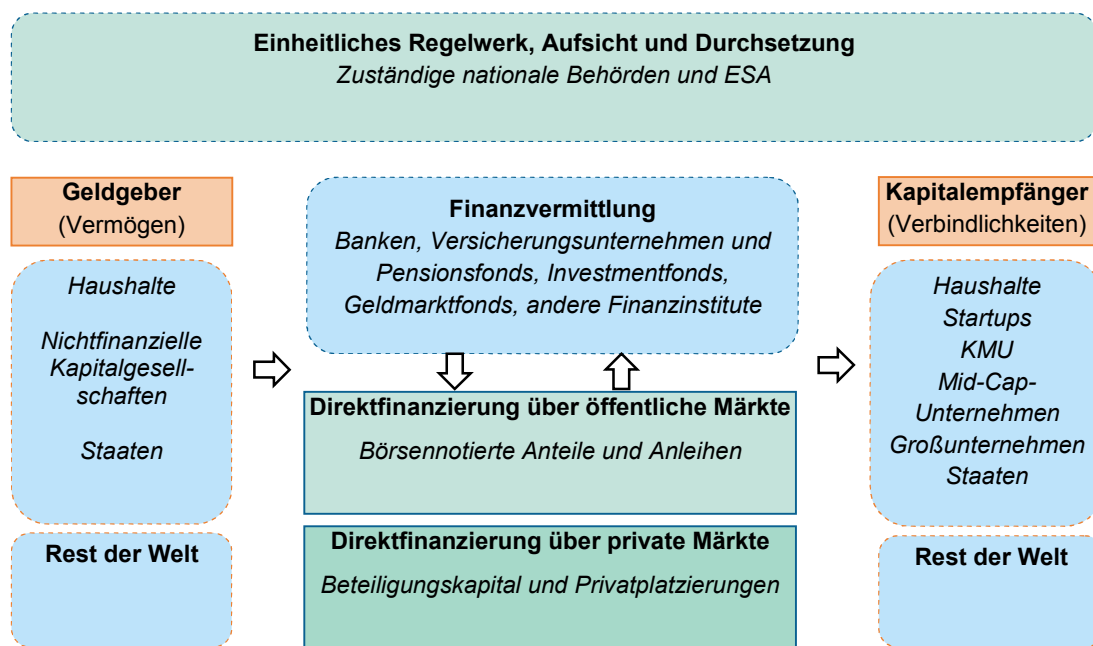 Einheitliches Regelwerk, Aufsicht und Durchsetzung
Zuständige nationale Behörden und ESA
Geldgeber
(Vermögen)
Haushalte
Nichtfinanzielle
Kapitalgesell-
schaften
Staaten
Rest der Welt
Finanzvermittlung
Banken, Versicherungsunternehmen und
Pensionsfonds, Investmentfonds,
Geldmarktfonds, andere Finanzinstitute
Direktfinanzierung über öffentliche Märkte
Börsennotierte Anteile und Anleihen
Direktfinanzierung über private Märkte
Beteiligungskapital und Privatplatzierungen
Kapitalempfänger
(Verbindlichkeiten)
Haushalte
Startups
KMU
Mid-Cap-
Unternehmen
Großunternehmen
Staaten
Rest der Welt